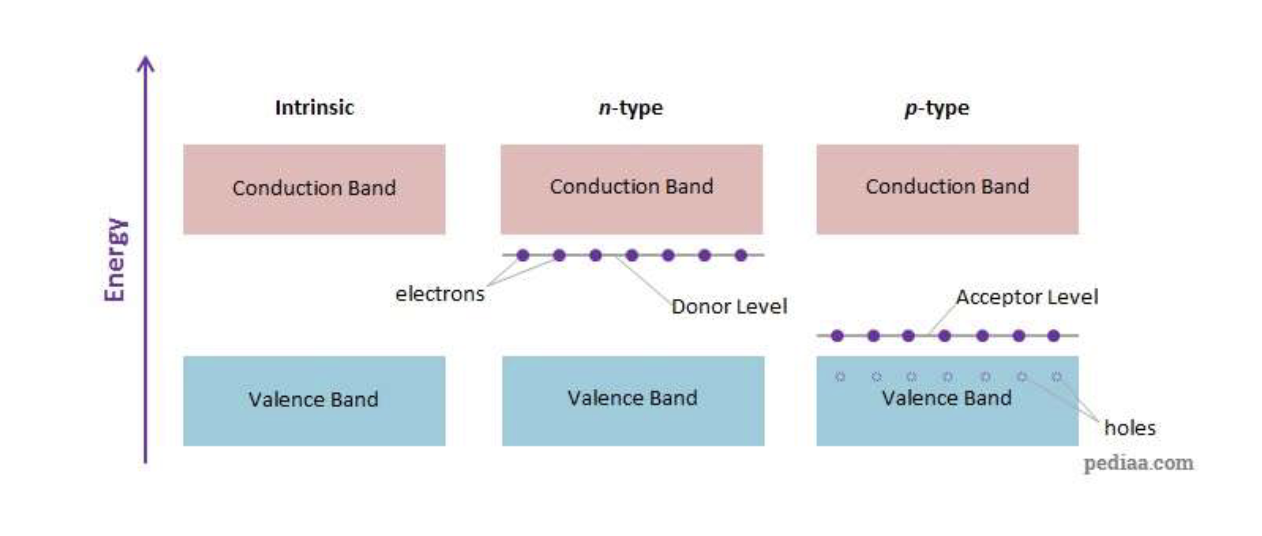 Energy
Intrinsic
n-type
p-type
Conduction Band
Conduction Band
Conduction Band
electrons
Donor Level
Acceptor Level
Valence Band
Valence Band
Valence Band
holes
pediaa.com